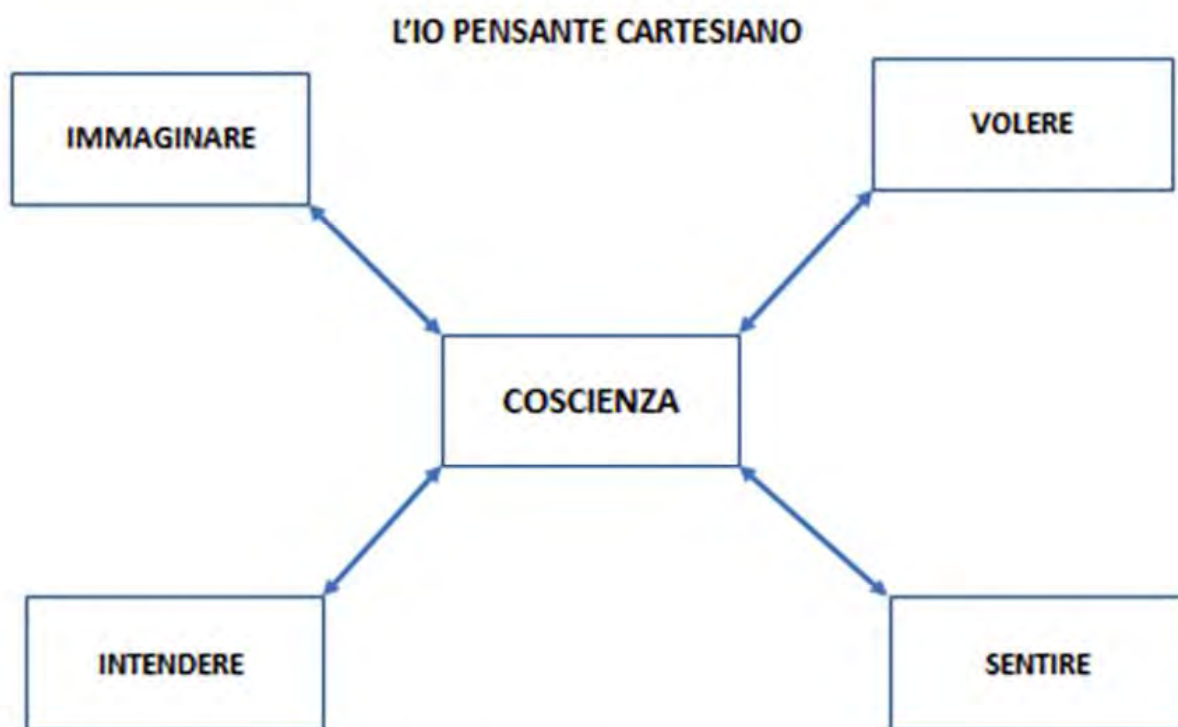 L'IO PENSANTE CARTESIANO
IMMAGINARE
VOLERE
COSCIENZA
INTENDERE
SENTIRE